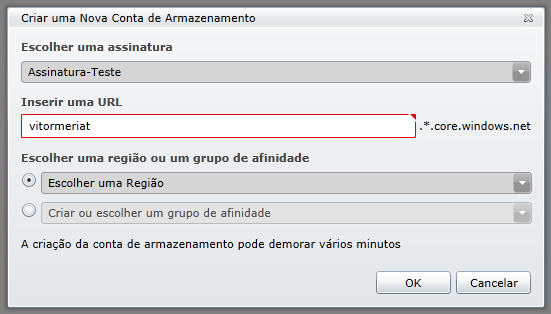 Criar uma Nova Conta de Armazenamento
Escolher uma assinatura
Assinatura-Teste
Inserir uma URL
vitormeriat .*.core.windows.net
Escolher uma região ou um grupo de afinidade
Escolher uma Região
Criar ou escolher um grupo de afinidade
A criação da conta de armazenamento pode demorar vários minutos
OK Cancelar